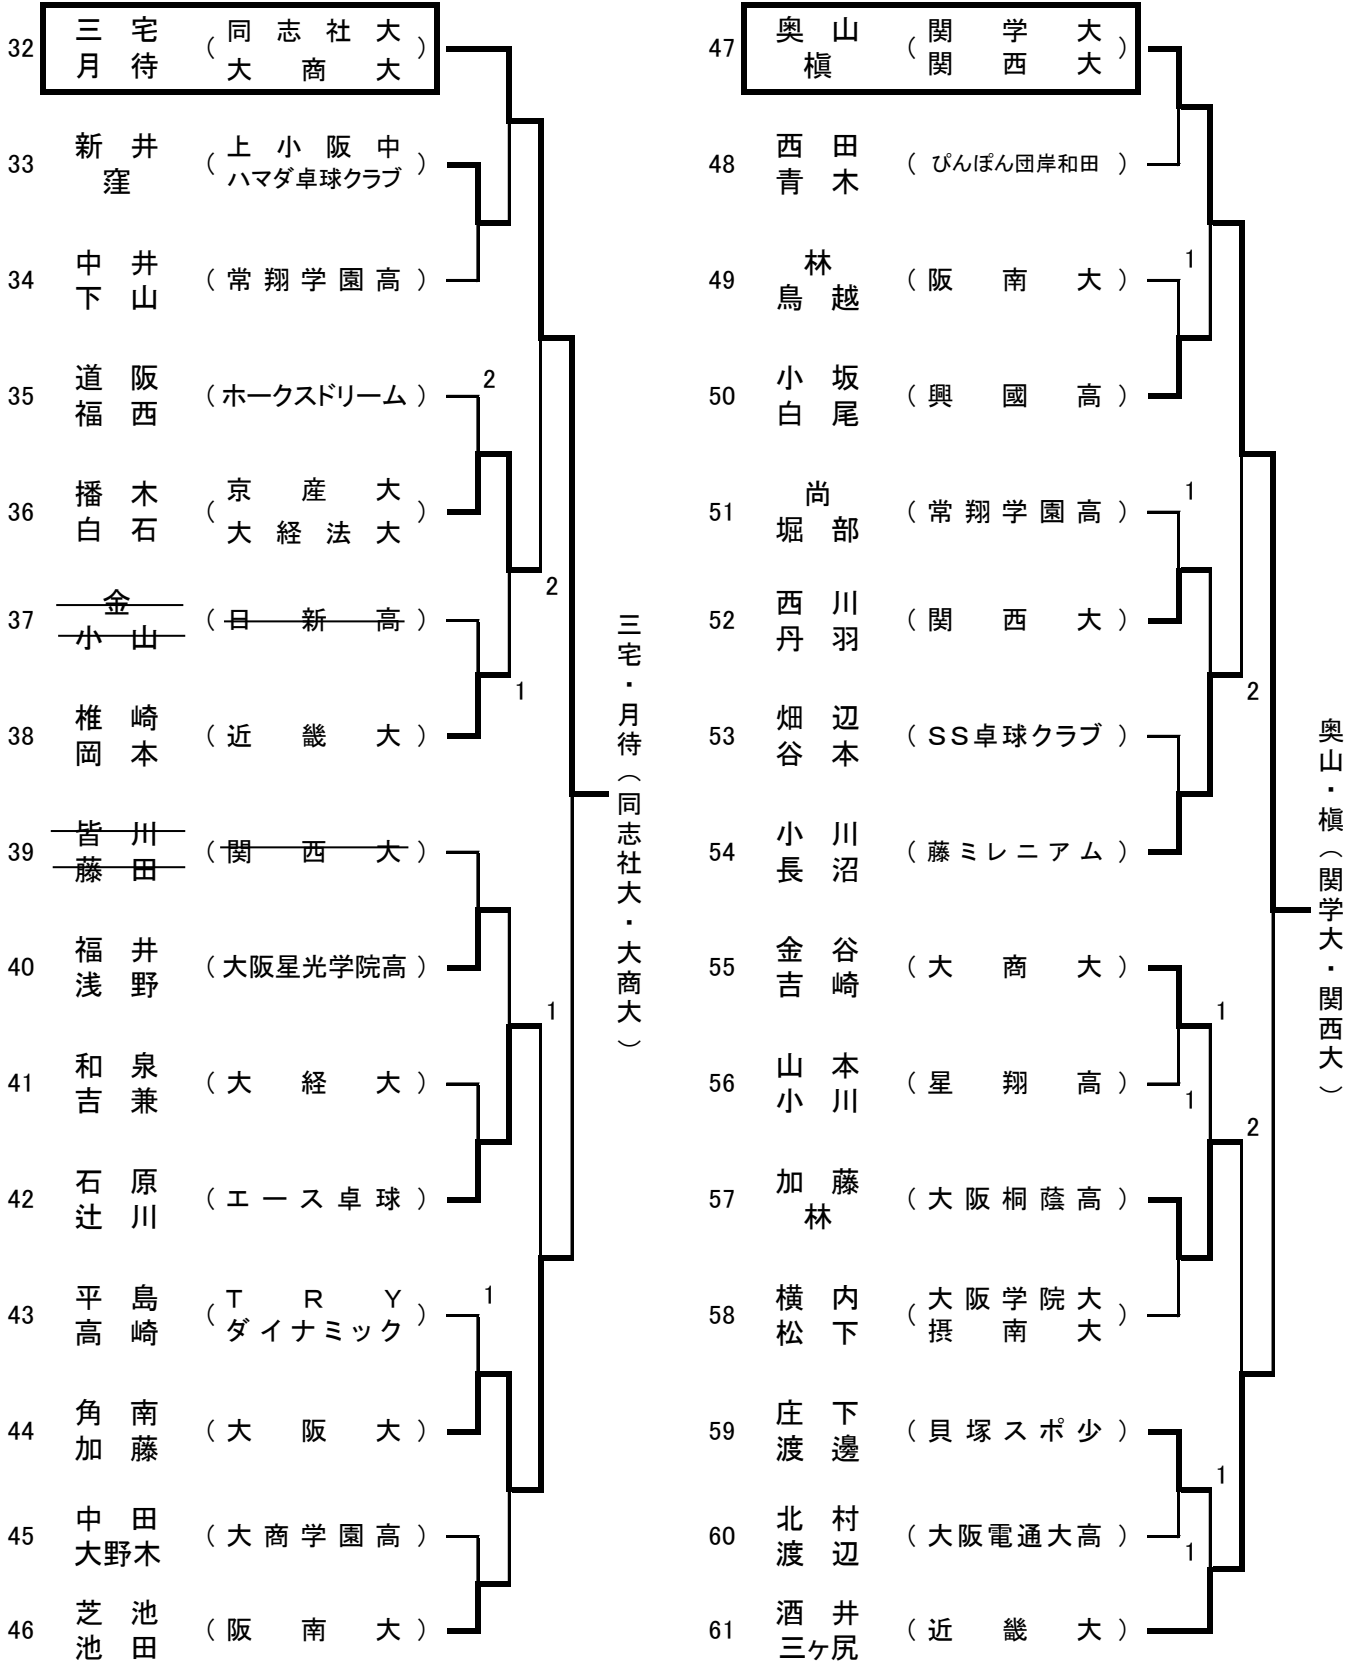 32 三宅 (同志社大)
月待 大商大
33 新井 (上小阪中)
窪 ハマダ卓球クラブ
34 中井 (常翔学園高)
下山
35 道阪 (ホークスドリーム) 2
福西
36 播木 (京産大)
白石 大経法大
2
37 金 (日新高)
小山
1
38 椎崎 (近畿大)
岡本
39 皆川 (関西大)
藤田
40 福井 (大阪星光学院高)
浅野
1
41 和泉 (大経大)
吉兼
42 石原 (エース卓球)
辻川
43 平島 (TRY) 1
高崎 ダイナミック
44 角南 (大阪大)
加藤
45 中田 (大商学園高)
大野木
46 芝池 (阪南大)
池田
三宅・月待(同志社大・大商大)
47 奥山 (関学大)
槇 関西大
48 西田 (ぴんぽん団岸和田)
青木
1
49 林 (阪南大)
鳥越
50 小坂 (興國高)
白尾
1
51 尚 (常翔学園高)
堀部
52 西川 (関西大)
丹羽
2
53 畑辺 (SS卓球クラブ)
谷本
54 小川 (藤ミレニアム)
長沼
55 金谷 (大商大)
吉崎
1
56 山本 (星翔高)
小川 1
2
57 加藤 (大阪桐蔭高)
林
58 横内 (大阪学院大)
松下 摂南大
59 庄下 (貝塚スポ少)
渡邊
1
60 北村 (大阪電通大高)
渡辺 1
61 酒井 (近畿大)
三ヶ尻
奥山・槇(関学大・関西大)